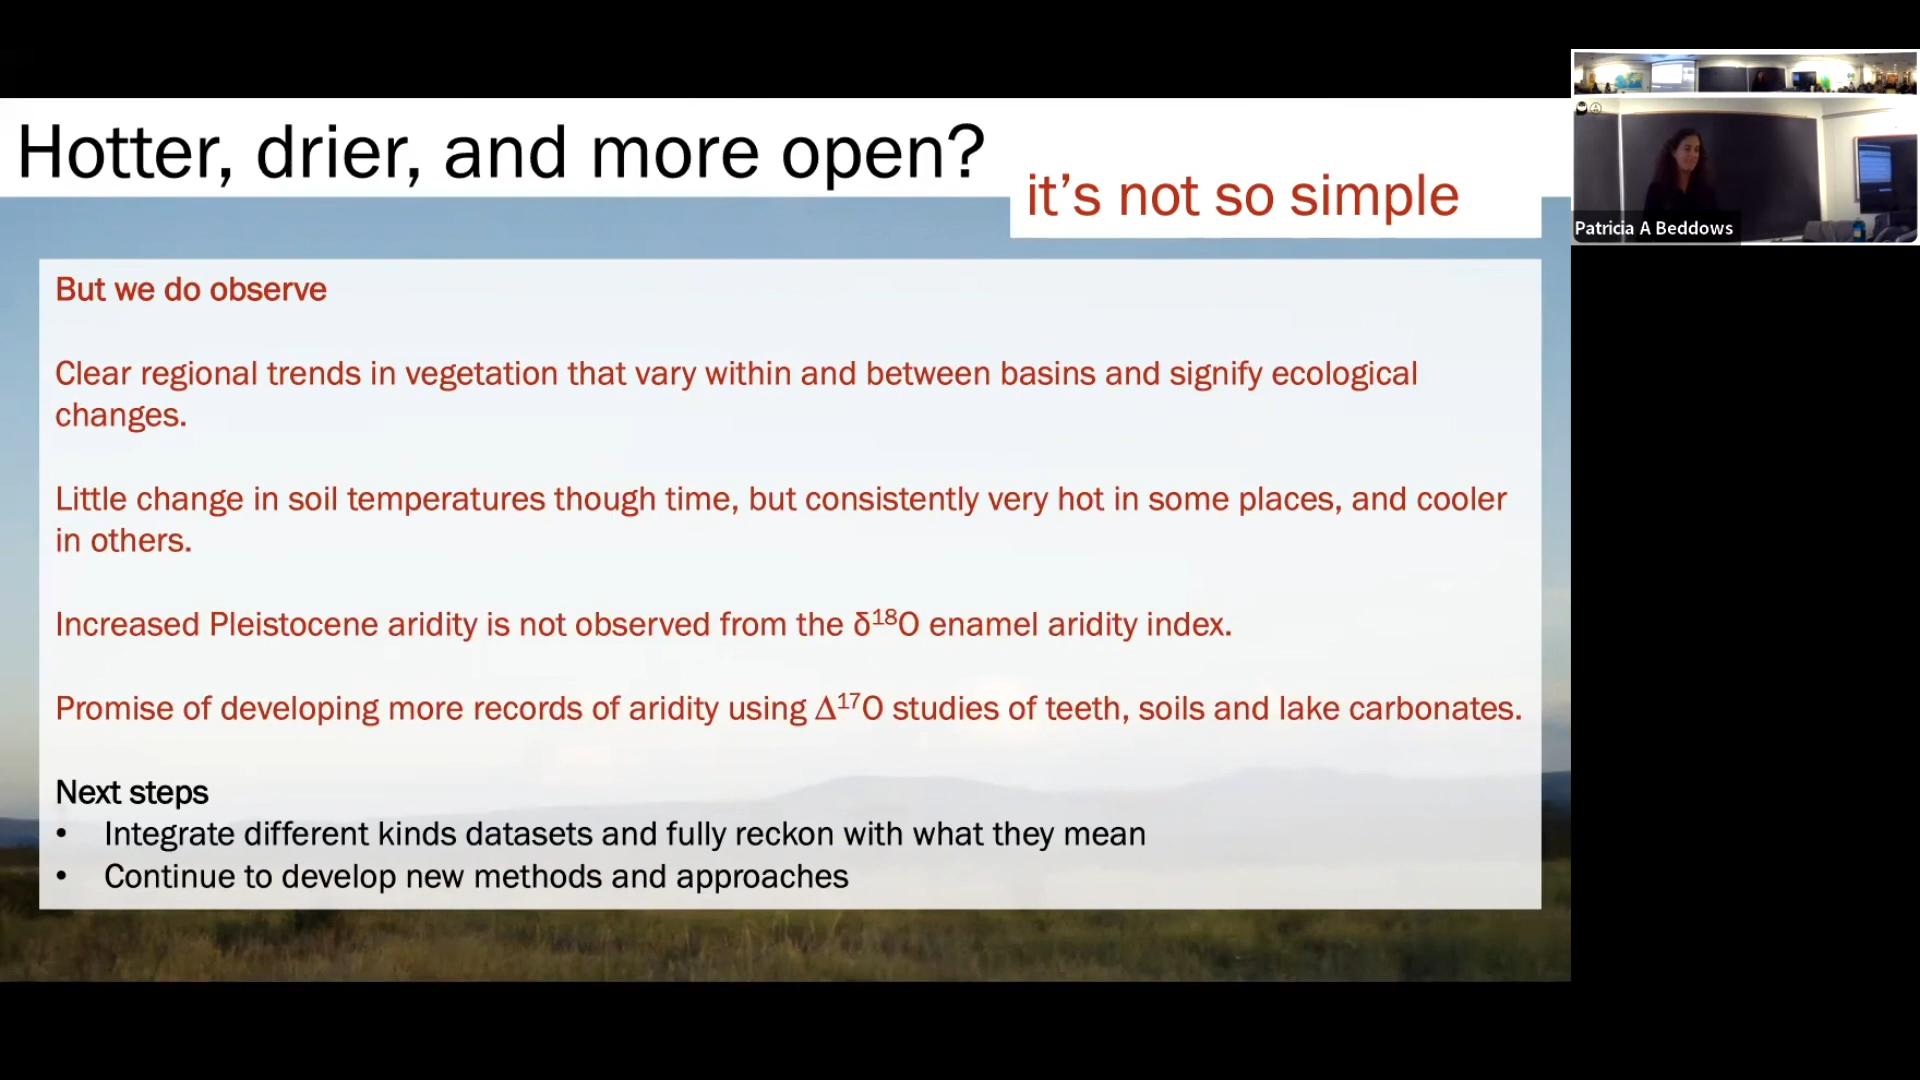 Hotter, drier, and more open?
it's not so simple
Patricia A Beddows
But we do observe
Clear regional trends in vegetation that vary within and between basins and signify ecological
changes.
Little change in soil temperatures though time, but consistently very hot in some places, and cooler
in others.
Increased Pleistocene aridity is not observed from the δ¹⁸O enamel aridity index.
Promise of developing more records of aridity using Δ¹⁷O studies of teeth, soils and lake carbonates.
Next steps
• Integrate different kinds datasets and fully reckon with what they mean
• Continue to develop new methods and approaches